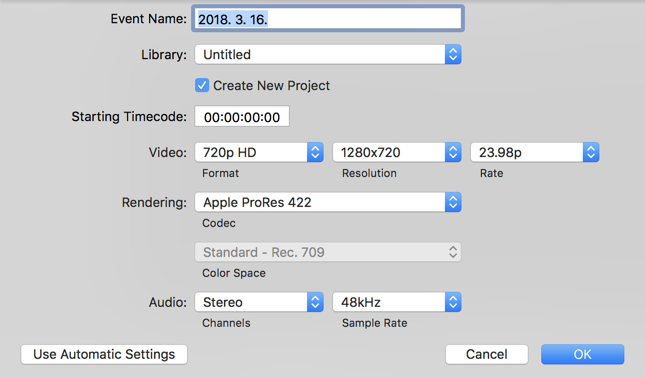 Event Name: 2018. 3. 16.
Library: Untitled
Create New Project
Starting Timecode: 00:00:00:00
Video: 720p HD 1280x720 23.98p
Format Resolution Rate
Rendering: Apple ProRes 422
Codec
Standard - Rec. 709
Color Space
Audio: Stereo 48kHz
Channels Sample Rate
Use Automatic Settings Cancel OK